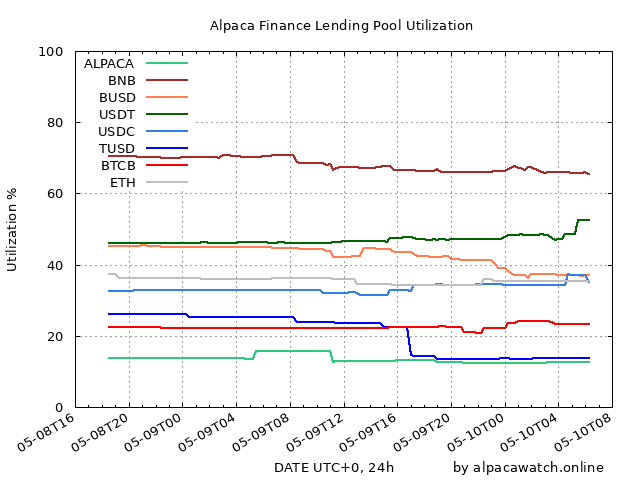 Alpaca Finance Lending Pool Utilization
100
80
60
40
20
0
Utilization %
ALPACA
BNB
BUSD
USDT
USDC
TUSD
BTCB
ETH
05-08T16
05-08T20
05-09T00
05-09T04
05-09T08
05-09T12
05-09T16
05-09T20
05-10T00
05-10T04
05-10T08
DATE UTC+0, 24h
by alpacawatch.online